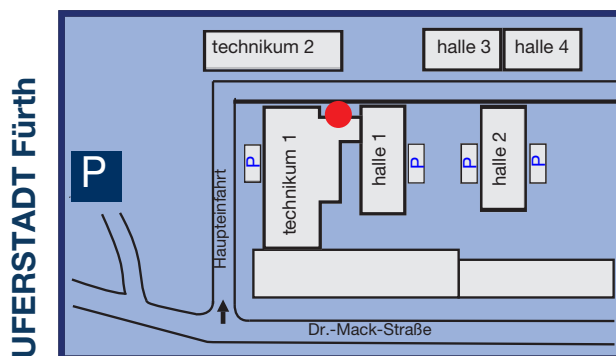 UFERSTADT Fürth
technikum 2
halle 3
halle 4
P
technikum 1
halle 1
halle 2
P
P
P
P
Haupteinfahrt
Dr.-Mack-Straße